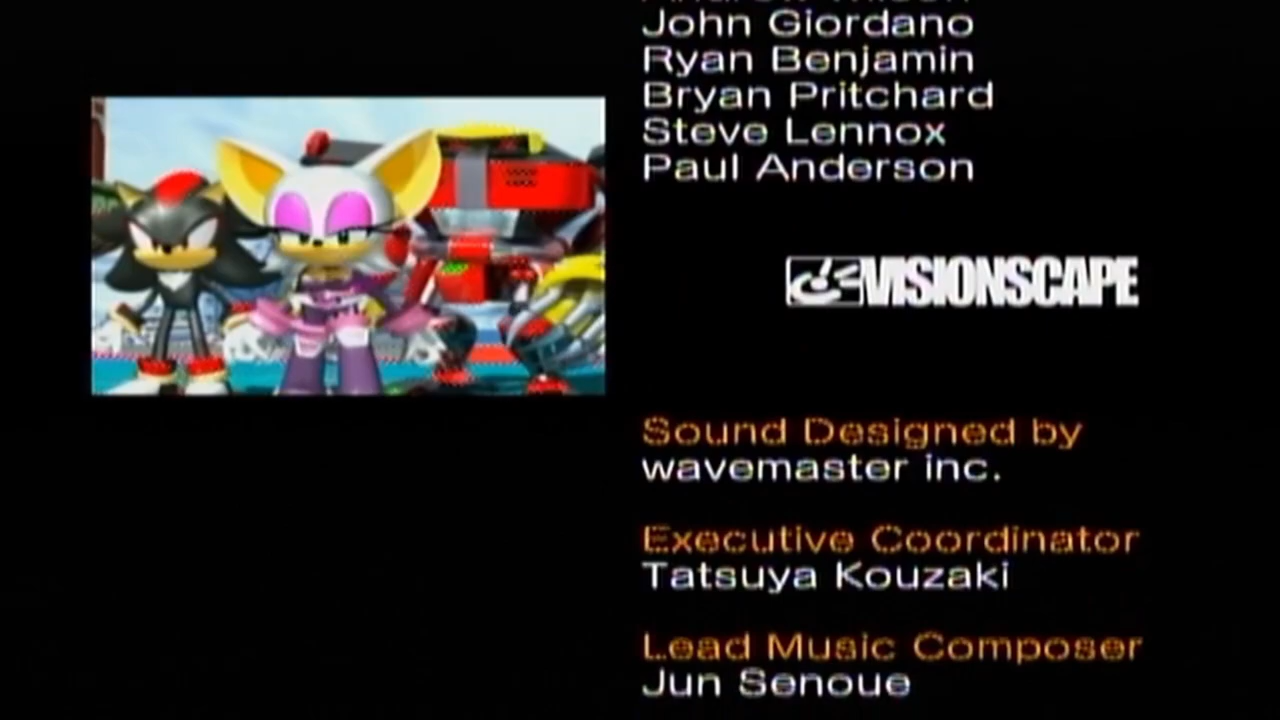 John Giordano
Ryan Benjamin
Bryan Pritchard
Steve Lennox
Paul Anderson
VISIONSCAPE
Sound Designed by
wavemaster inc.
Executive Coordinator
Tatsuya Kouzaki
Lead Music Composer
Jun Senoue